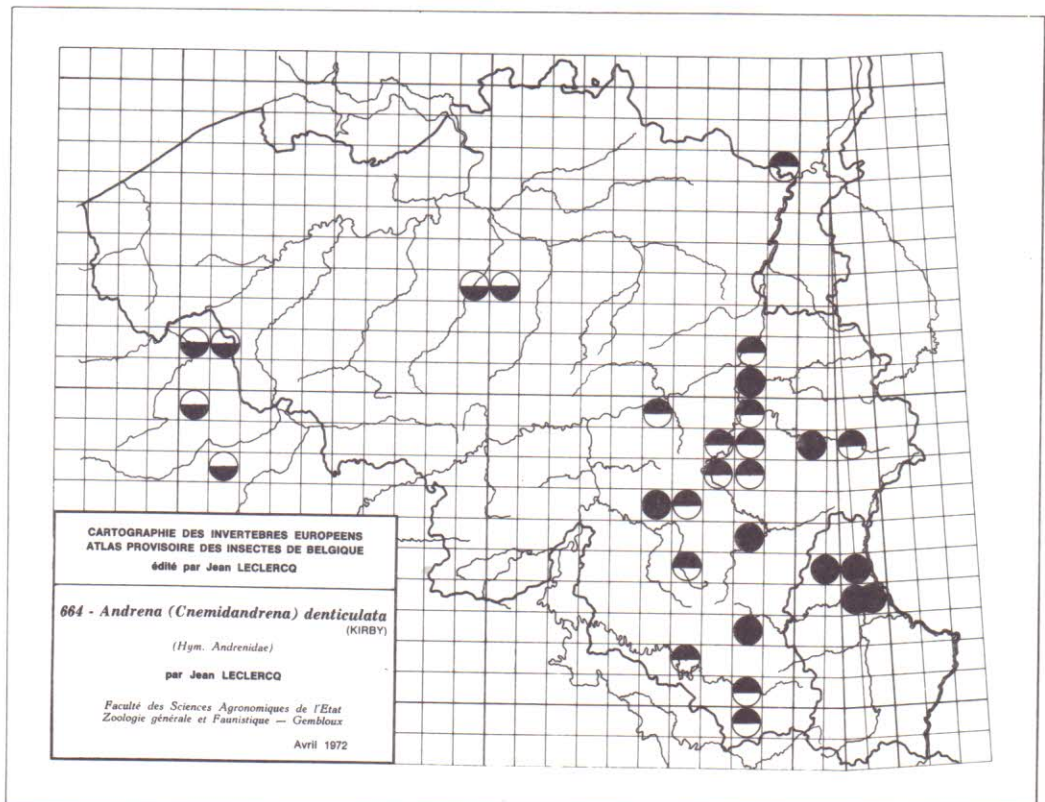 CARTOGRAPHIE DES INVERTEBRES EUROPEENS
ATLAS PROVISOIRE DES INSECTES DE BELGIQUE
édité par Jean LECLERCQ
664 - Andrena (Cnemidandrena) denticulata
(KIRBY)
(Hym. Andrenidae)
par Jean LECLERCQ
Faculté des Sciences Agronomiques de l'Etat
Zoologie générale et Faunistique — Gembloux
Avril 1972